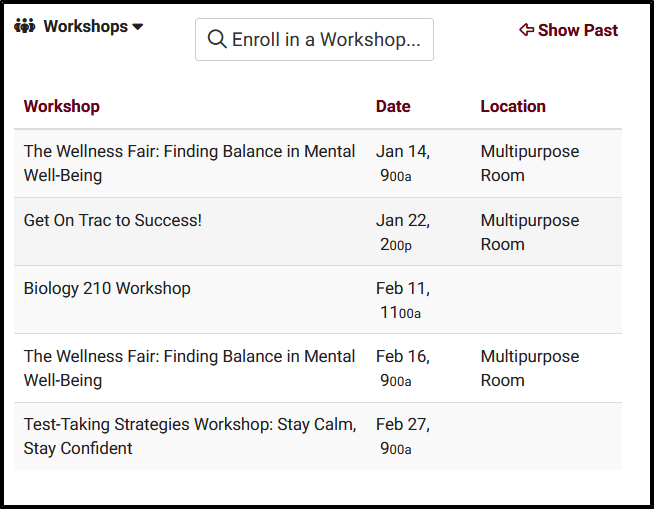 Workshops
Enroll in a Workshop...
Show Past
Workshop Date Location
The Wellness Fair: Finding Balance in Mental Jan 14, Multipurpose
Well-Being 900a Room
Get On Trac to Success! Jan 22, Multipurpose
200p Room
Biology 210 Workshop Feb 11,
1100a
The Wellness Fair: Finding Balance in Mental Feb 16, Multipurpose
Well-Being 900a Room
Test-Taking Strategies Workshop: Stay Calm, Feb 27,
Stay Confident 900a